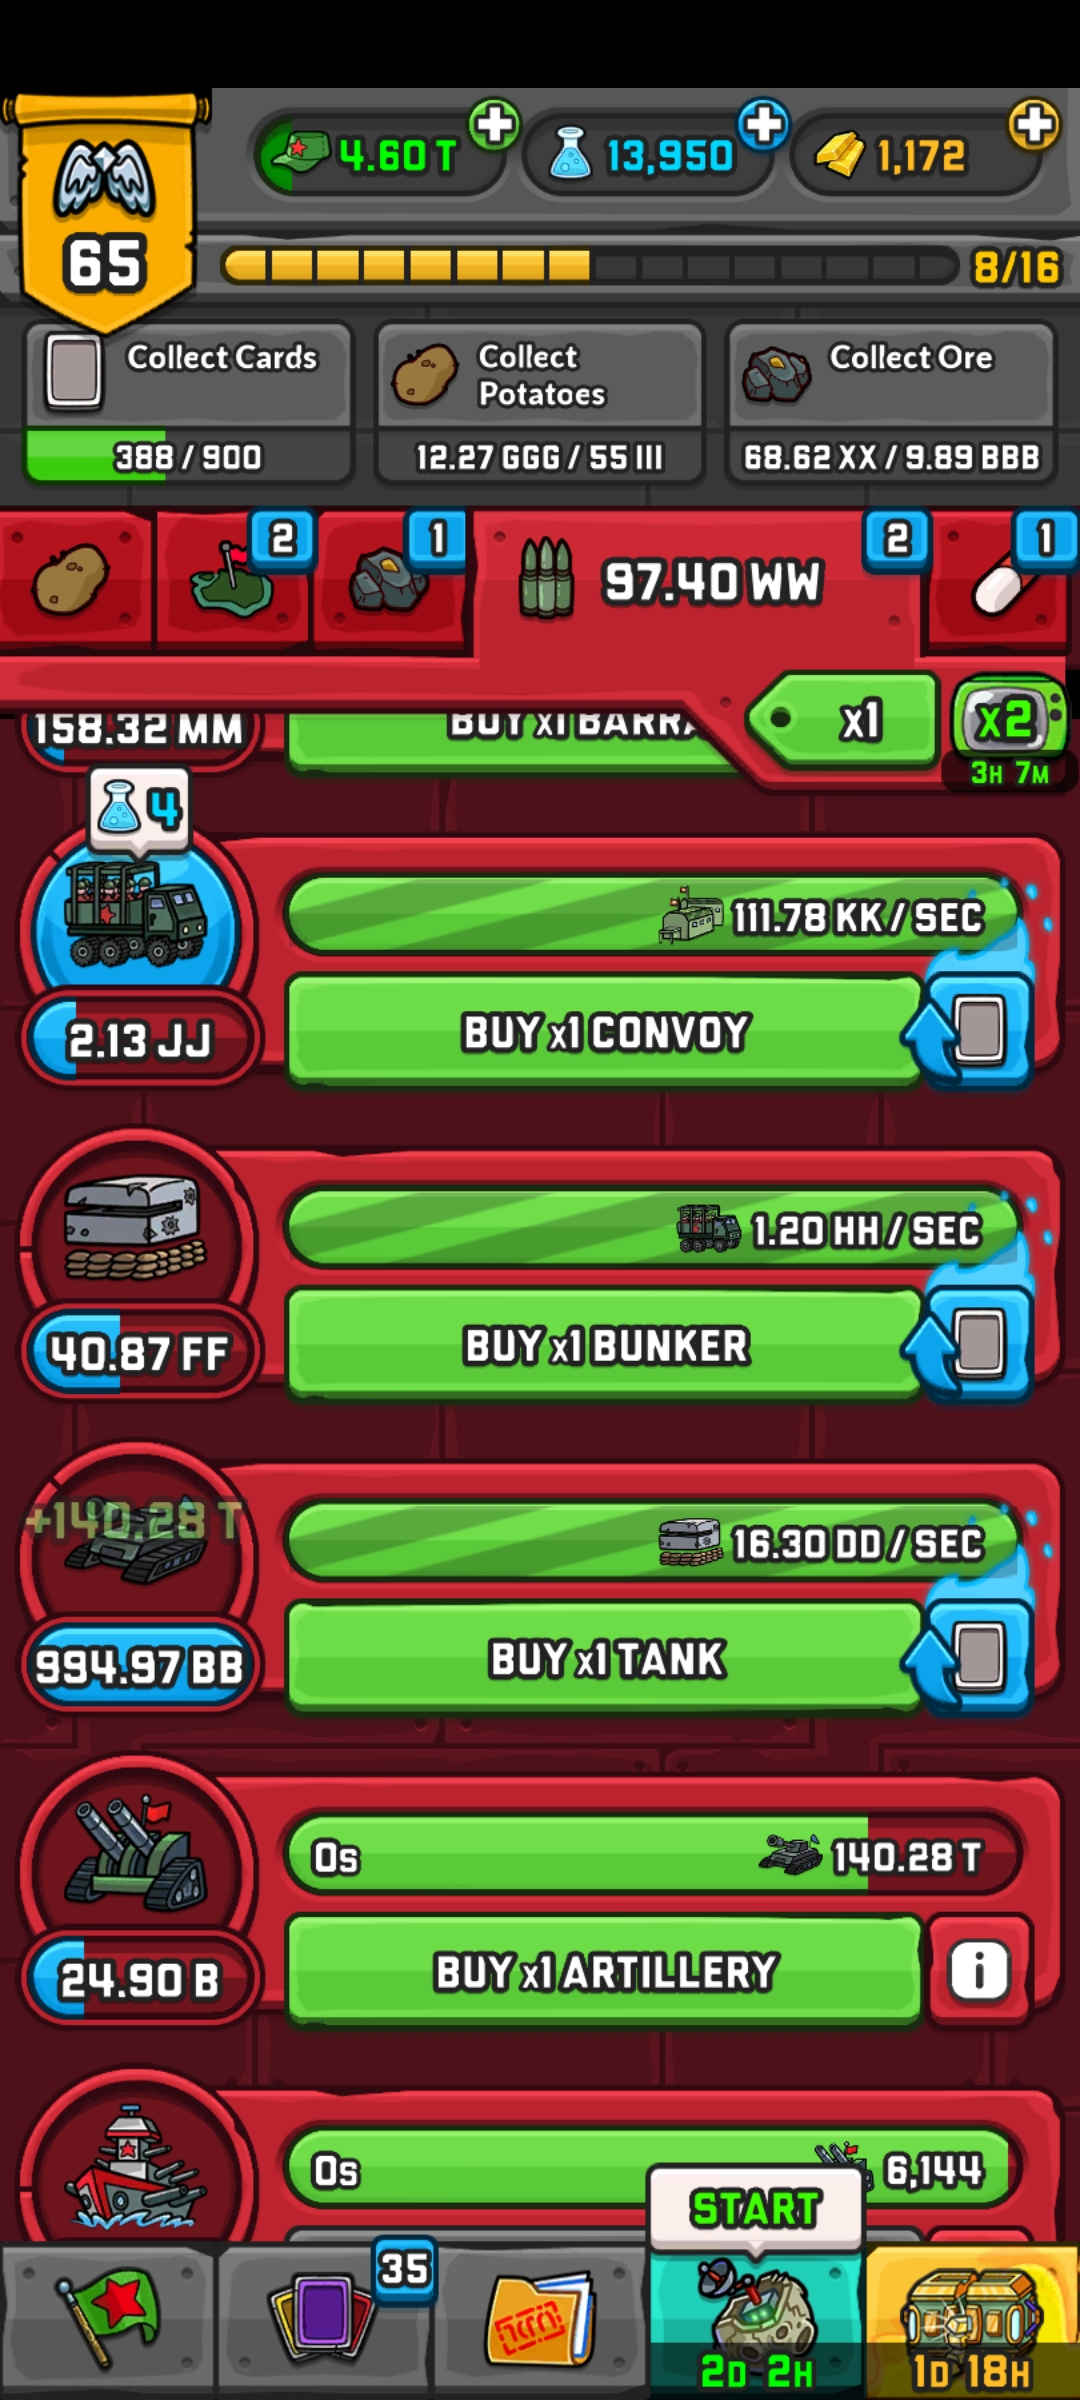 4.60 T
13,950
1,172
65
8/16
Collect Cards
388 / 900
Collect
Potatoes
12.27 GGG / 55 III
Collect Ore
68.62 XX / 9.89 BBB
2
1
97.40 WW
2
1
158.32 MM
BUY x1 BARRA
x1
x2
3H 7M
4
111.78 KK / SEC
2.13 JJ
BUY x1 CONVOY
1.20 HH / SEC
40.87 FF
BUY x1 BUNKER
+140.28 T
16.30 DD / SEC
994.97 BB
BUY x1 TANK
0s
140.28 T
24.90 B
BUY x1 ARTILLERY
i
0s
6,144
START
35
2D 2H
1D 18H